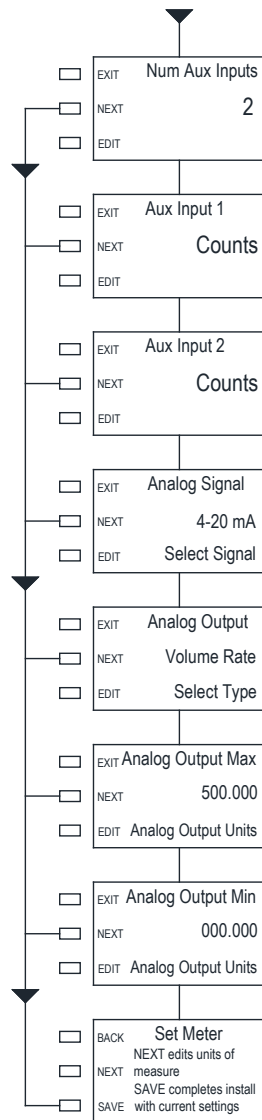 EXIT Num Aux Inputs
NEXT 2
EDIT
EXIT Aux Input 1
NEXT Counts
EDIT
EXIT Aux Input 2
NEXT Counts
EDIT
EXIT Analog Signal
NEXT 4-20 mA
EDIT Select Signal
EXIT Analog Output
NEXT Volume Rate
EDIT Select Type
EXIT Analog Output Max
NEXT 500.000
EDIT Analog Output Units
EXIT Analog Output Min
NEXT 000.000
EDIT Analog Output Units
BACK Set Meter
NEXT edits units of
NEXT measure
SAVE completes install
SAVE with current settings